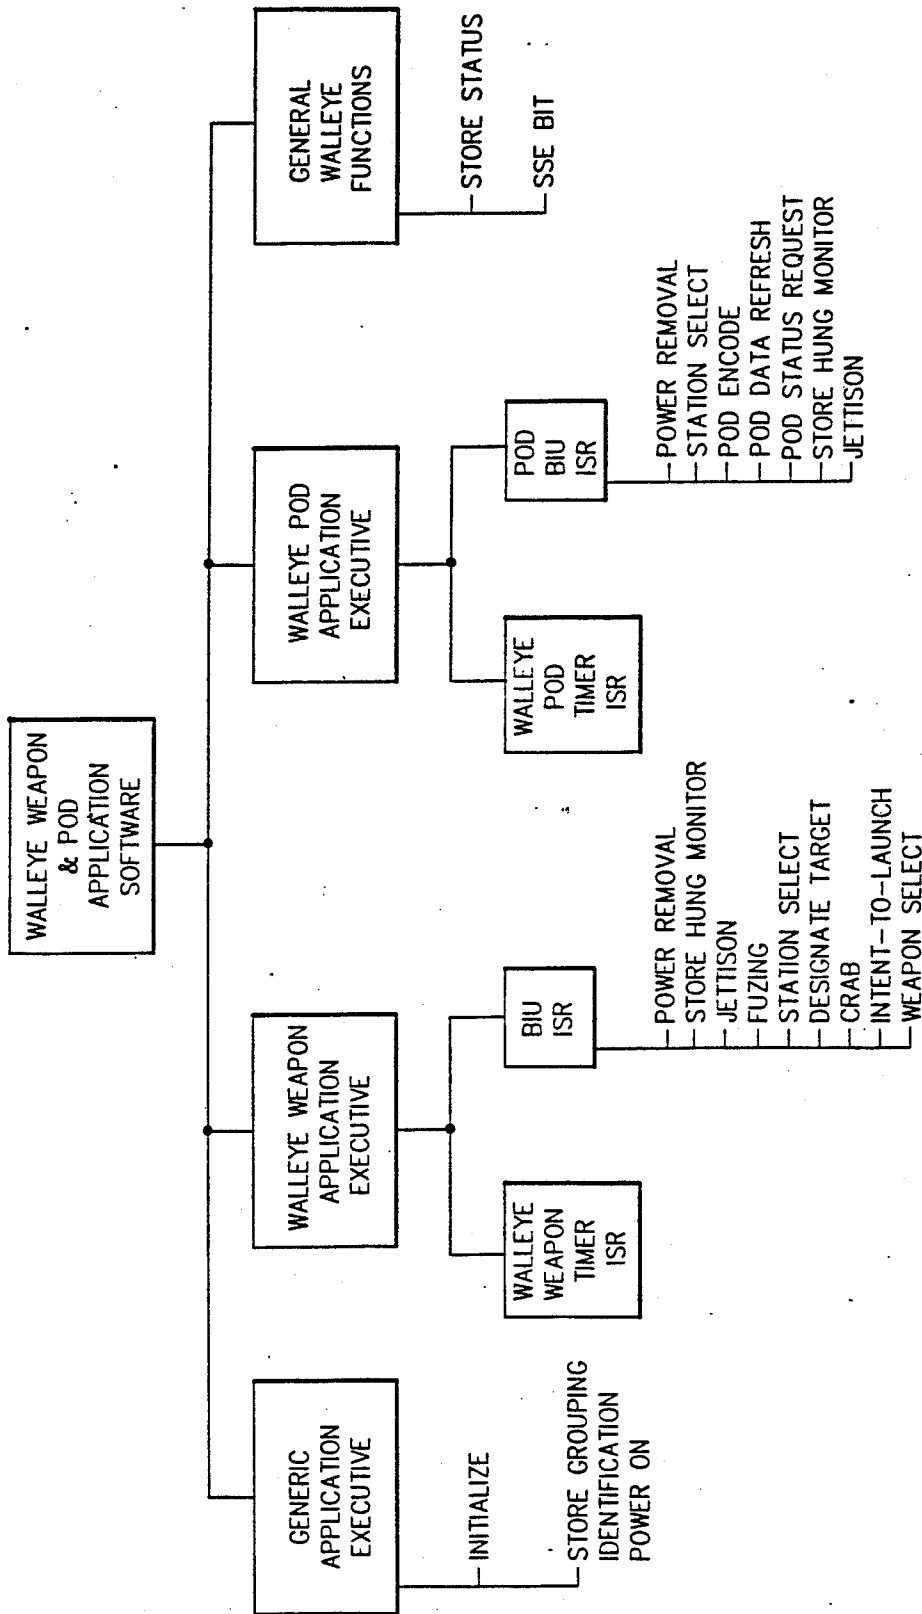 WALLEYE WEAPON
& POD
APPLICATION
SOFTWARE
GENERIC
APPLICATION
EXECUTIVE
INITIALIZE
STORE GROUPING
IDENTIFICATION
POWER ON
WALLEYE WEAPON
APPLICATION
EXECUTIVE
WALLEYE
WEAPON
TIMER
ISR
BIU
ISR
POWER REMOVAL
STORE HUNG MONITOR
JETTISON
FUZING
STATION SELECT
DESIGNATE TARGET
CRAB
INTENT-TO-LAUNCH
WEAPON SELECT
WALLEYE POD
APPLICATION
EXECUTIVE
WALLEYE
POD
TIMER
ISR
POD
BIU
ISR
POWER REMOVAL
STATION SELECT
POD ENCODE
POD DATA REFRESH
POD STATUS REQUEST
STORE HUNG MONITOR
JETTISON
GENERAL
WALLEYE
FUNCTIONS
STORE STATUS
SSE BIT